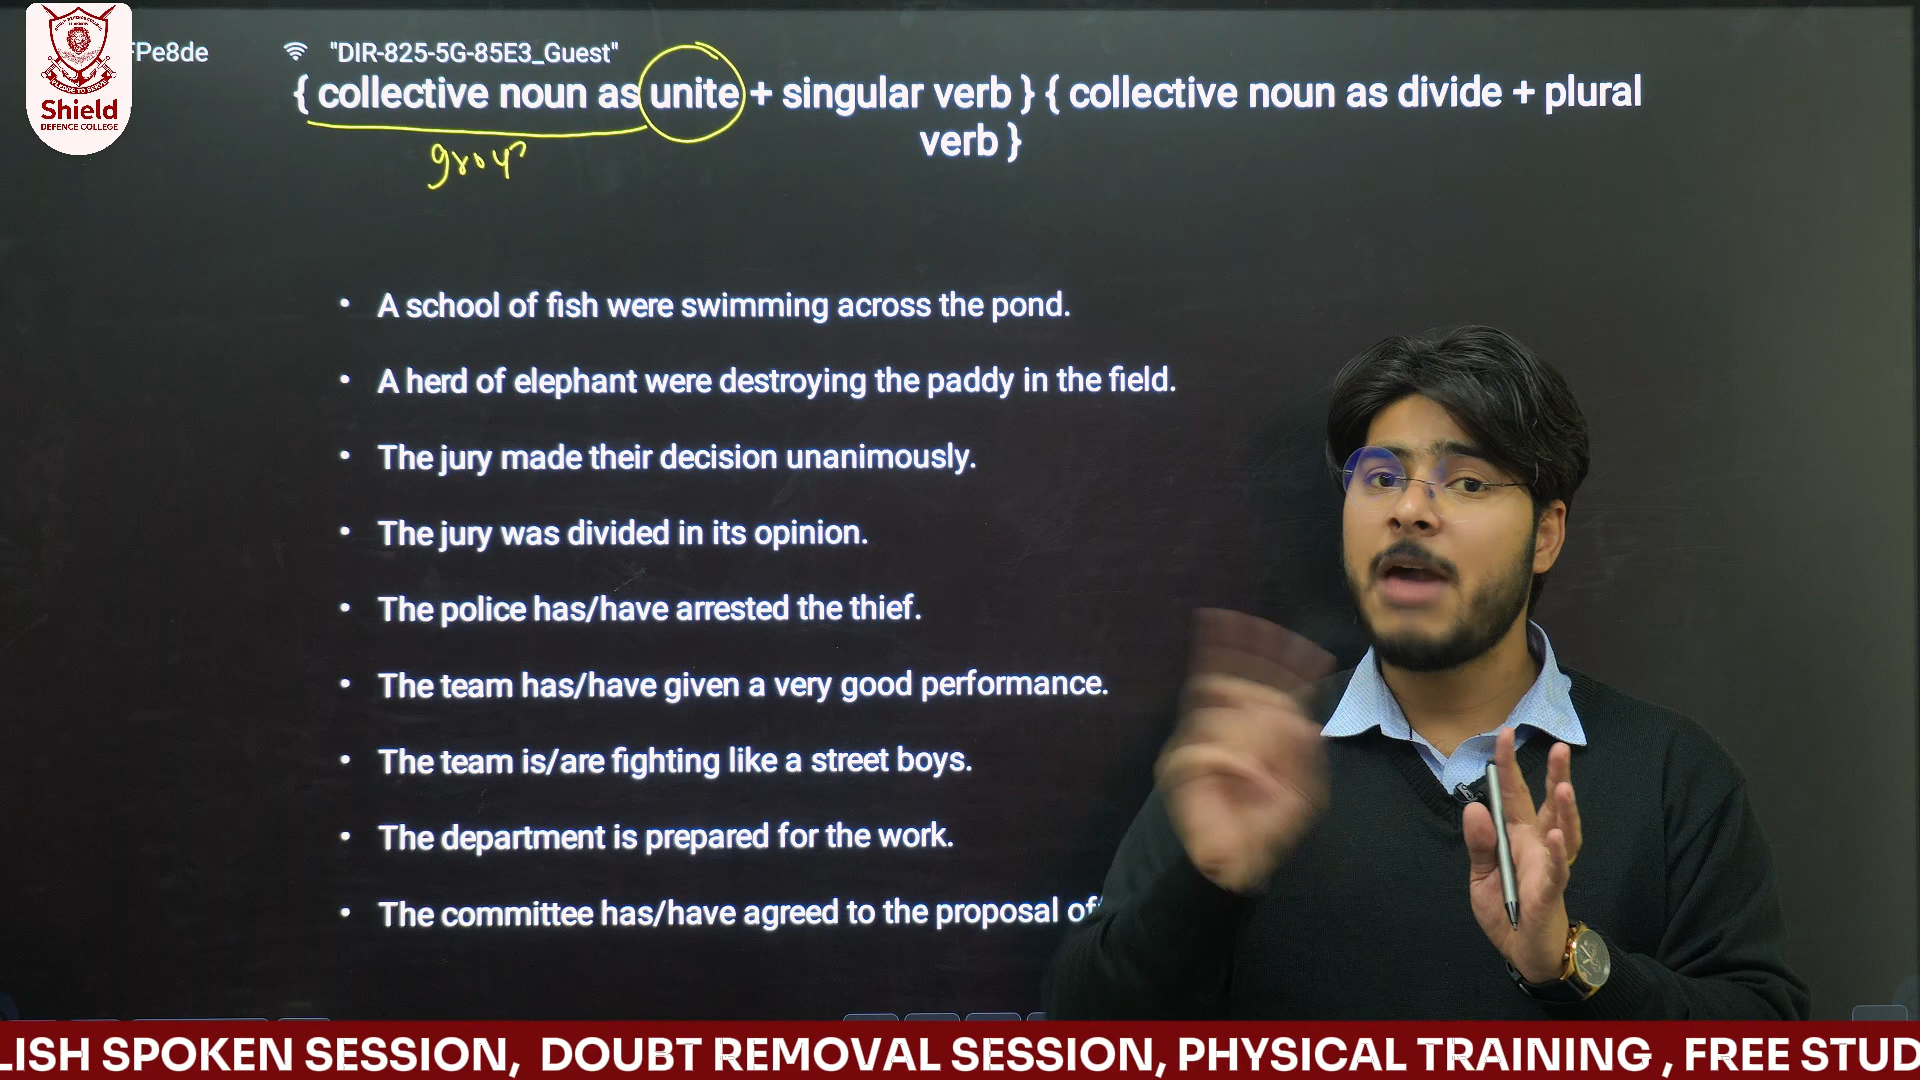 FPe8de "DIR-825-5G-85E3_Guest"
Shield
DEFENCE COLLEGE
{ collective noun as unite + singular verb } { collective noun as divide + plural
verb }
group
• A school of fish were swimming across the pond.
• A herd of elephant were destroying the paddy in the field.
• The jury made their decision unanimously.
• The jury was divided in its opinion.
• The police has/have arrested the thief.
• The team has/have given a very good performance.
• The team is/are fighting like a street boys.
• The department is prepared for the work.
• The committee has/have agreed to the proposal of
LISH SPOKEN SESSION, DOUBT REMOVAL SESSION, PHYSICAL TRAINING , FREE STUD